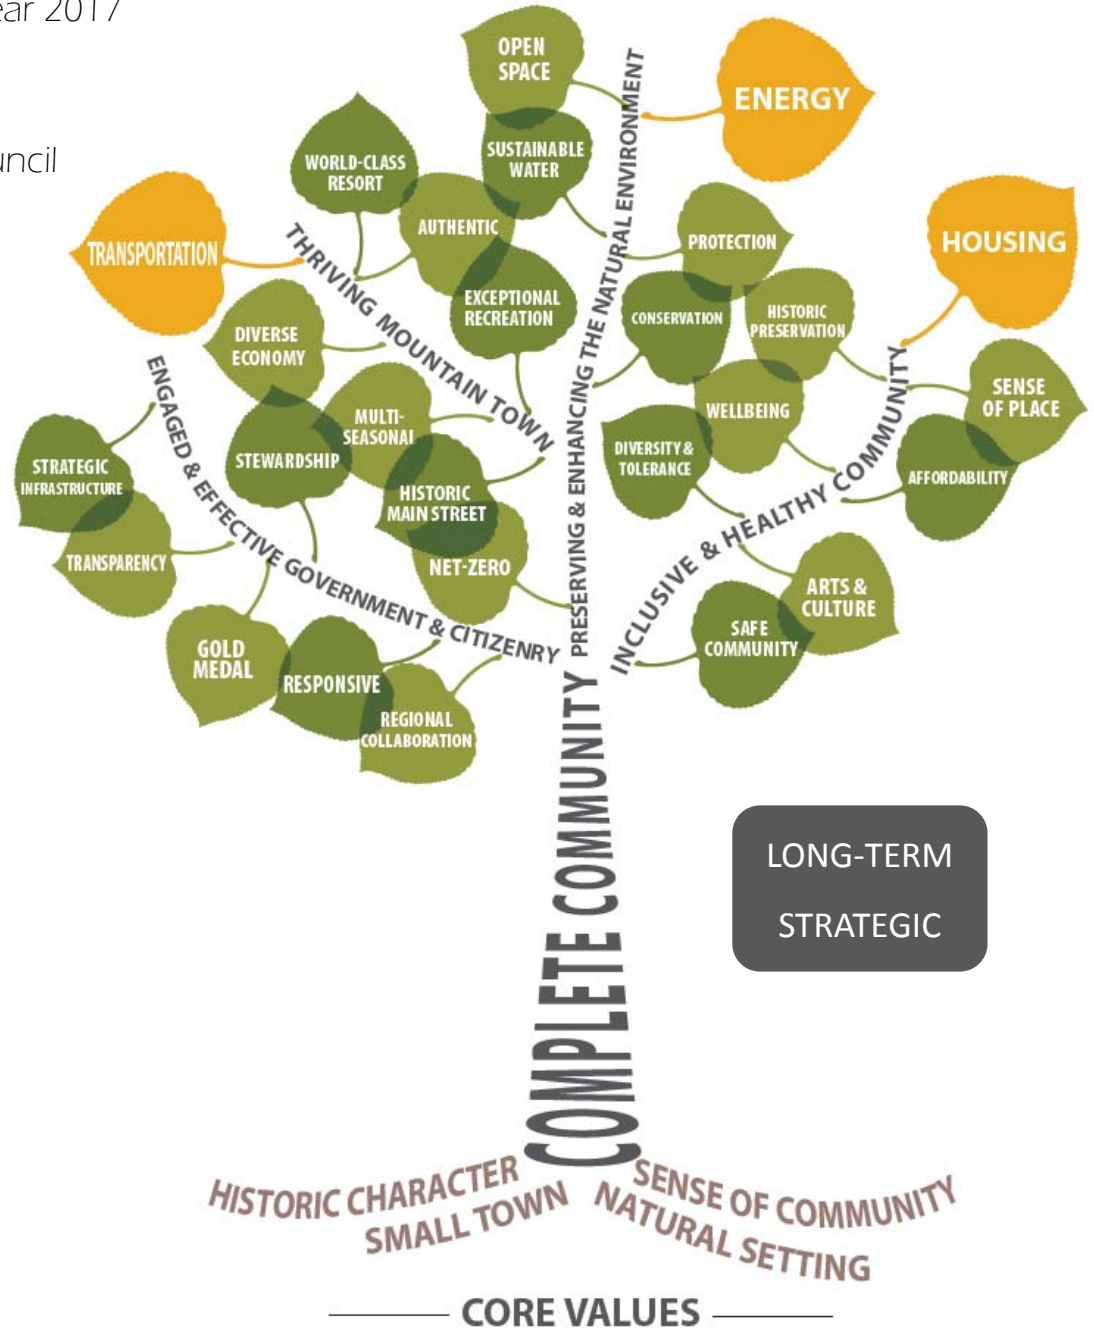 ear 2017
uncil
OPEN
SPACE
ENERGY
SUSTAINABLE
WATER
WORLD-CLASS
RESORT
AUTHENTIC
TRANSPORTATION
PROTECTION
HOUSING
EXCEPTIONAL
RECREATION
CONSERVATION
HISTORIC
PRESERVATION
DIVERSE
ECONOMY
THRIVING MOUNTAIN TOWN
PRESERVING & ENHANCING THE NATURAL ENVIRONMENT
SENSE
OF PLACE
MULTI-
SEASONAL
WELLBEING
STEWARDSHIP
DIVERSITY &
TOLERANCE
AFFORDABILITY
STRATEGIC
INFRASTRUCTURE
HISTORIC
MAIN STREET
ENGAGED & EFFECTIVE GOVERNMENT & CITIZENRY
INCLUSIVE & HEALTHY COMMUNITY
TRANSPARENCY
NET-ZERO
ARTS &
CULTURE
SAFE
COMMUNITY
GOLD
MEDAL
RESPONSIVE
REGIONAL
COLLABORATION
COMPLETE COMMUNITY
LONG-TERM
STRATEGIC
HISTORIC CHARACTER
SENSE OF COMMUNITY
SMALL TOWN
NATURAL SETTING
CORE VALUES